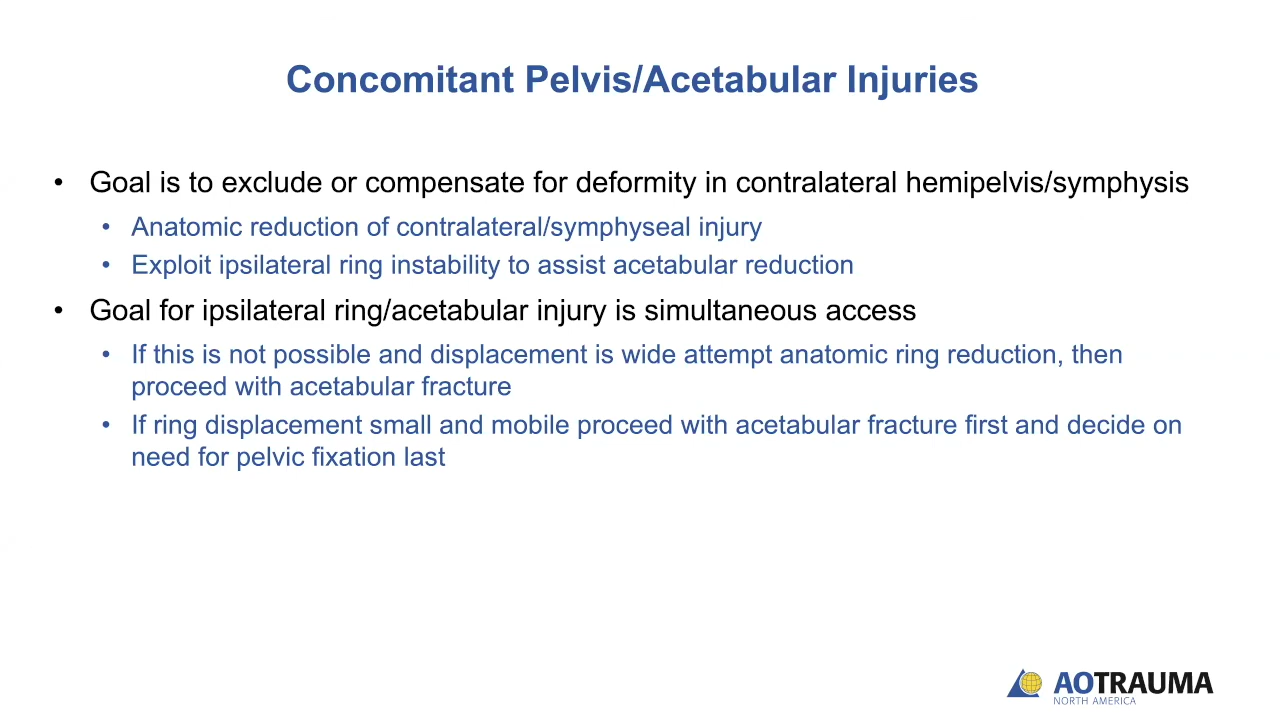 Concomitant Pelvis/Acetabular Injuries
• Goal is to exclude or compensate for deformity in contralateral hemipelvis/symphysis
• Anatomic reduction of contralateral/symphyseal injury
• Exploit ipsilateral ring instability to assist acetabular reduction
• Goal for ipsilateral ring/acetabular injury is simultaneous access
• If this is not possible and displacement is wide attempt anatomic ring reduction, then
proceed with acetabular fracture
• If ring displacement small and mobile proceed with acetabular fracture first and decide on
need for pelvic fixation last
AOTRAUMA
NORTH AMERICA